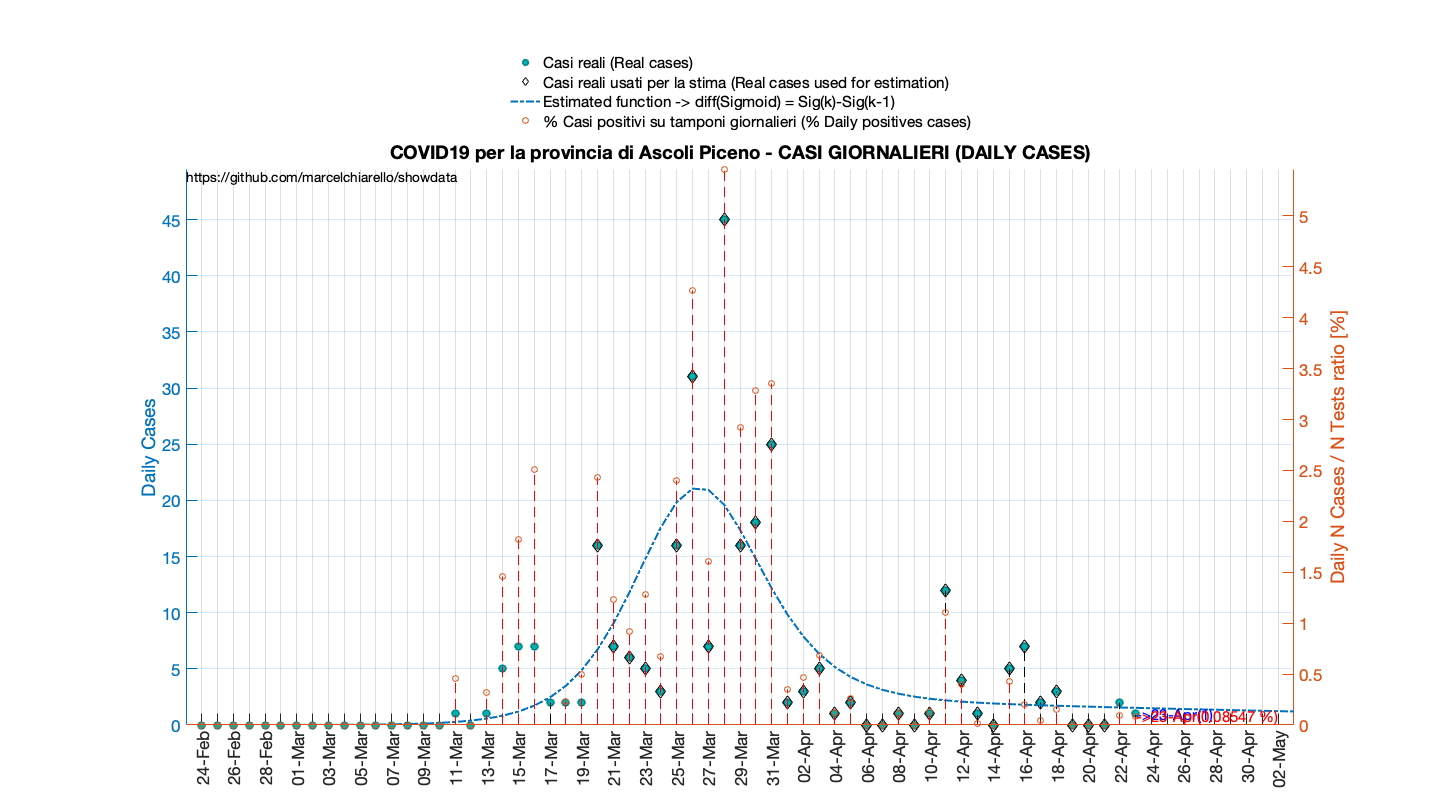 Casi reali (Real cases)
Casi reali usati per la stima (Real cases used for estimation)
Estimated function -> diff(Sigmoid) = Sig(k)-Sig(k-1)
% Casi positivi su tamponi giornalieri (% Daily positives cases)
COVID19 per la provincia di Ascoli Piceno - CASI GIORNALIERI (DAILY CASES)
https://github.com/marcelchiarello/showdata
Daily Cases
45
40
35
30
25
20
15
10
5
0
5
4.5
4
3.5
3
2.5
2
1.5
1
0.5
0
Daily N Cases / N Tests ratio [%]
24-Feb
26-Feb
28-Feb
01-Mar
03-Mar
05-Mar
07-Mar
09-Mar
11-Mar
13-Mar
15-Mar
17-Mar
19-Mar
21-Mar
23-Mar
25-Mar
27-Mar
29-Mar
31-Mar
02-Apr
04-Apr
06-Apr
08-Apr
10-Apr
12-Apr
14-Apr
16-Apr
18-Apr
20-Apr
22-Apr
24-Apr
26-Apr
28-Apr
30-Apr
02-May